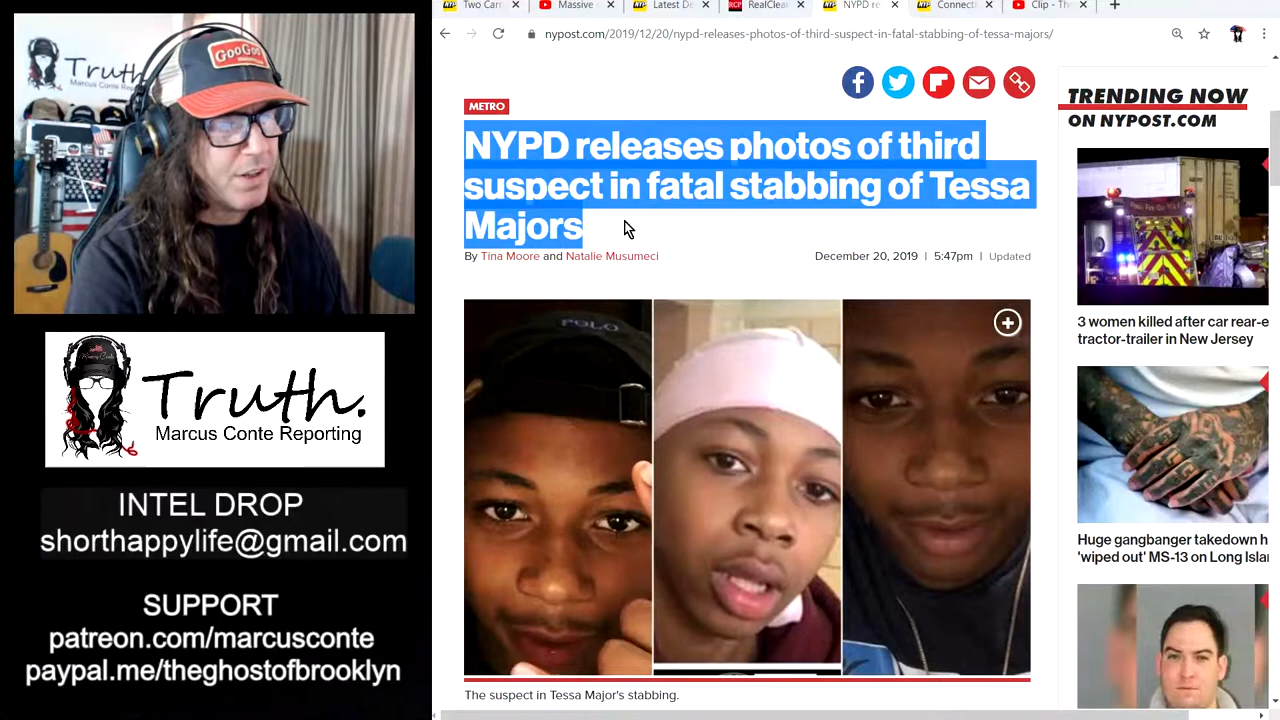 Two Car
Massive
Latest De
RealClea
NYPD re
Connecti
Clip - The
nypost.com/2019/12/20/nypd-releases-photos-of-third-suspect-in-fatal-stabbing-of-tessa-majors/
GooGoo
Truth.
Marcus Conte Repo
METRO
NYPD releases photos of third
suspect in fatal stabbing of Tessa
Majors
By Tina Moore and Natalie Musumeci
December 20, 2019 | 5:47pm | Updated
POLO
The suspect in Tessa Major's stabbing.
TRENDING NOW
ON NYPOST.COM
3 women killed after car rear-e
tractor-trailer in New Jersey
Huge gangbanger takedown h
'wiped out' MS-13 on Long Islan
Truth.
Marcus Conte Reporting
INTEL DROP
shorthappylife@gmail.com
SUPPORT
patreon.com/marcusconte
paypal.me/theghostofbrooklyn